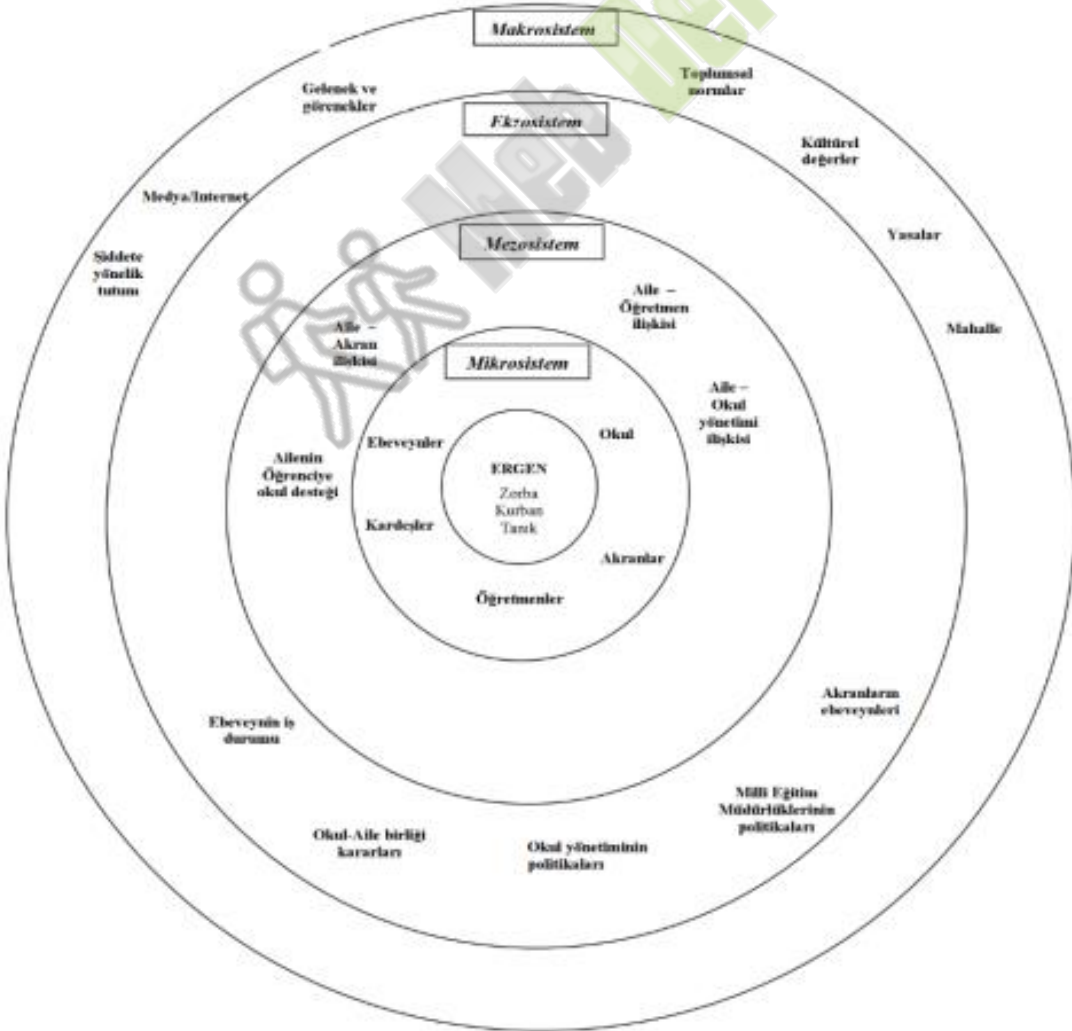 Makrosistem
Gelenek ve
görenekler
Toplumsal
normlar
Ekzosistem
Kültürel
değerler
Medya/Internet
Yasalar
Şiddete
yönelik
tutum
Mezosistem
Mahalle
Aile –
Öğretmen
ilişkisi
Aile –
Akran
ilişkisi
Mikrosistem
Aile –
Okul
yönetimi
ilişkisi
Ebeveynler
Okul
Ailenin
Öğrenciye
okul desteği
ERGEN
Zorba
Kurban
Tanık
Kardeşler
Akranlar
Öğretmenler
Ebeveynin iş
durumu
Akranların
ebeveynleri
Milli Eğitim
Müdürlüklerinin
politikaları
Okul-Aile birliği
kararları
Okul yönetiminin
politikaları
Web